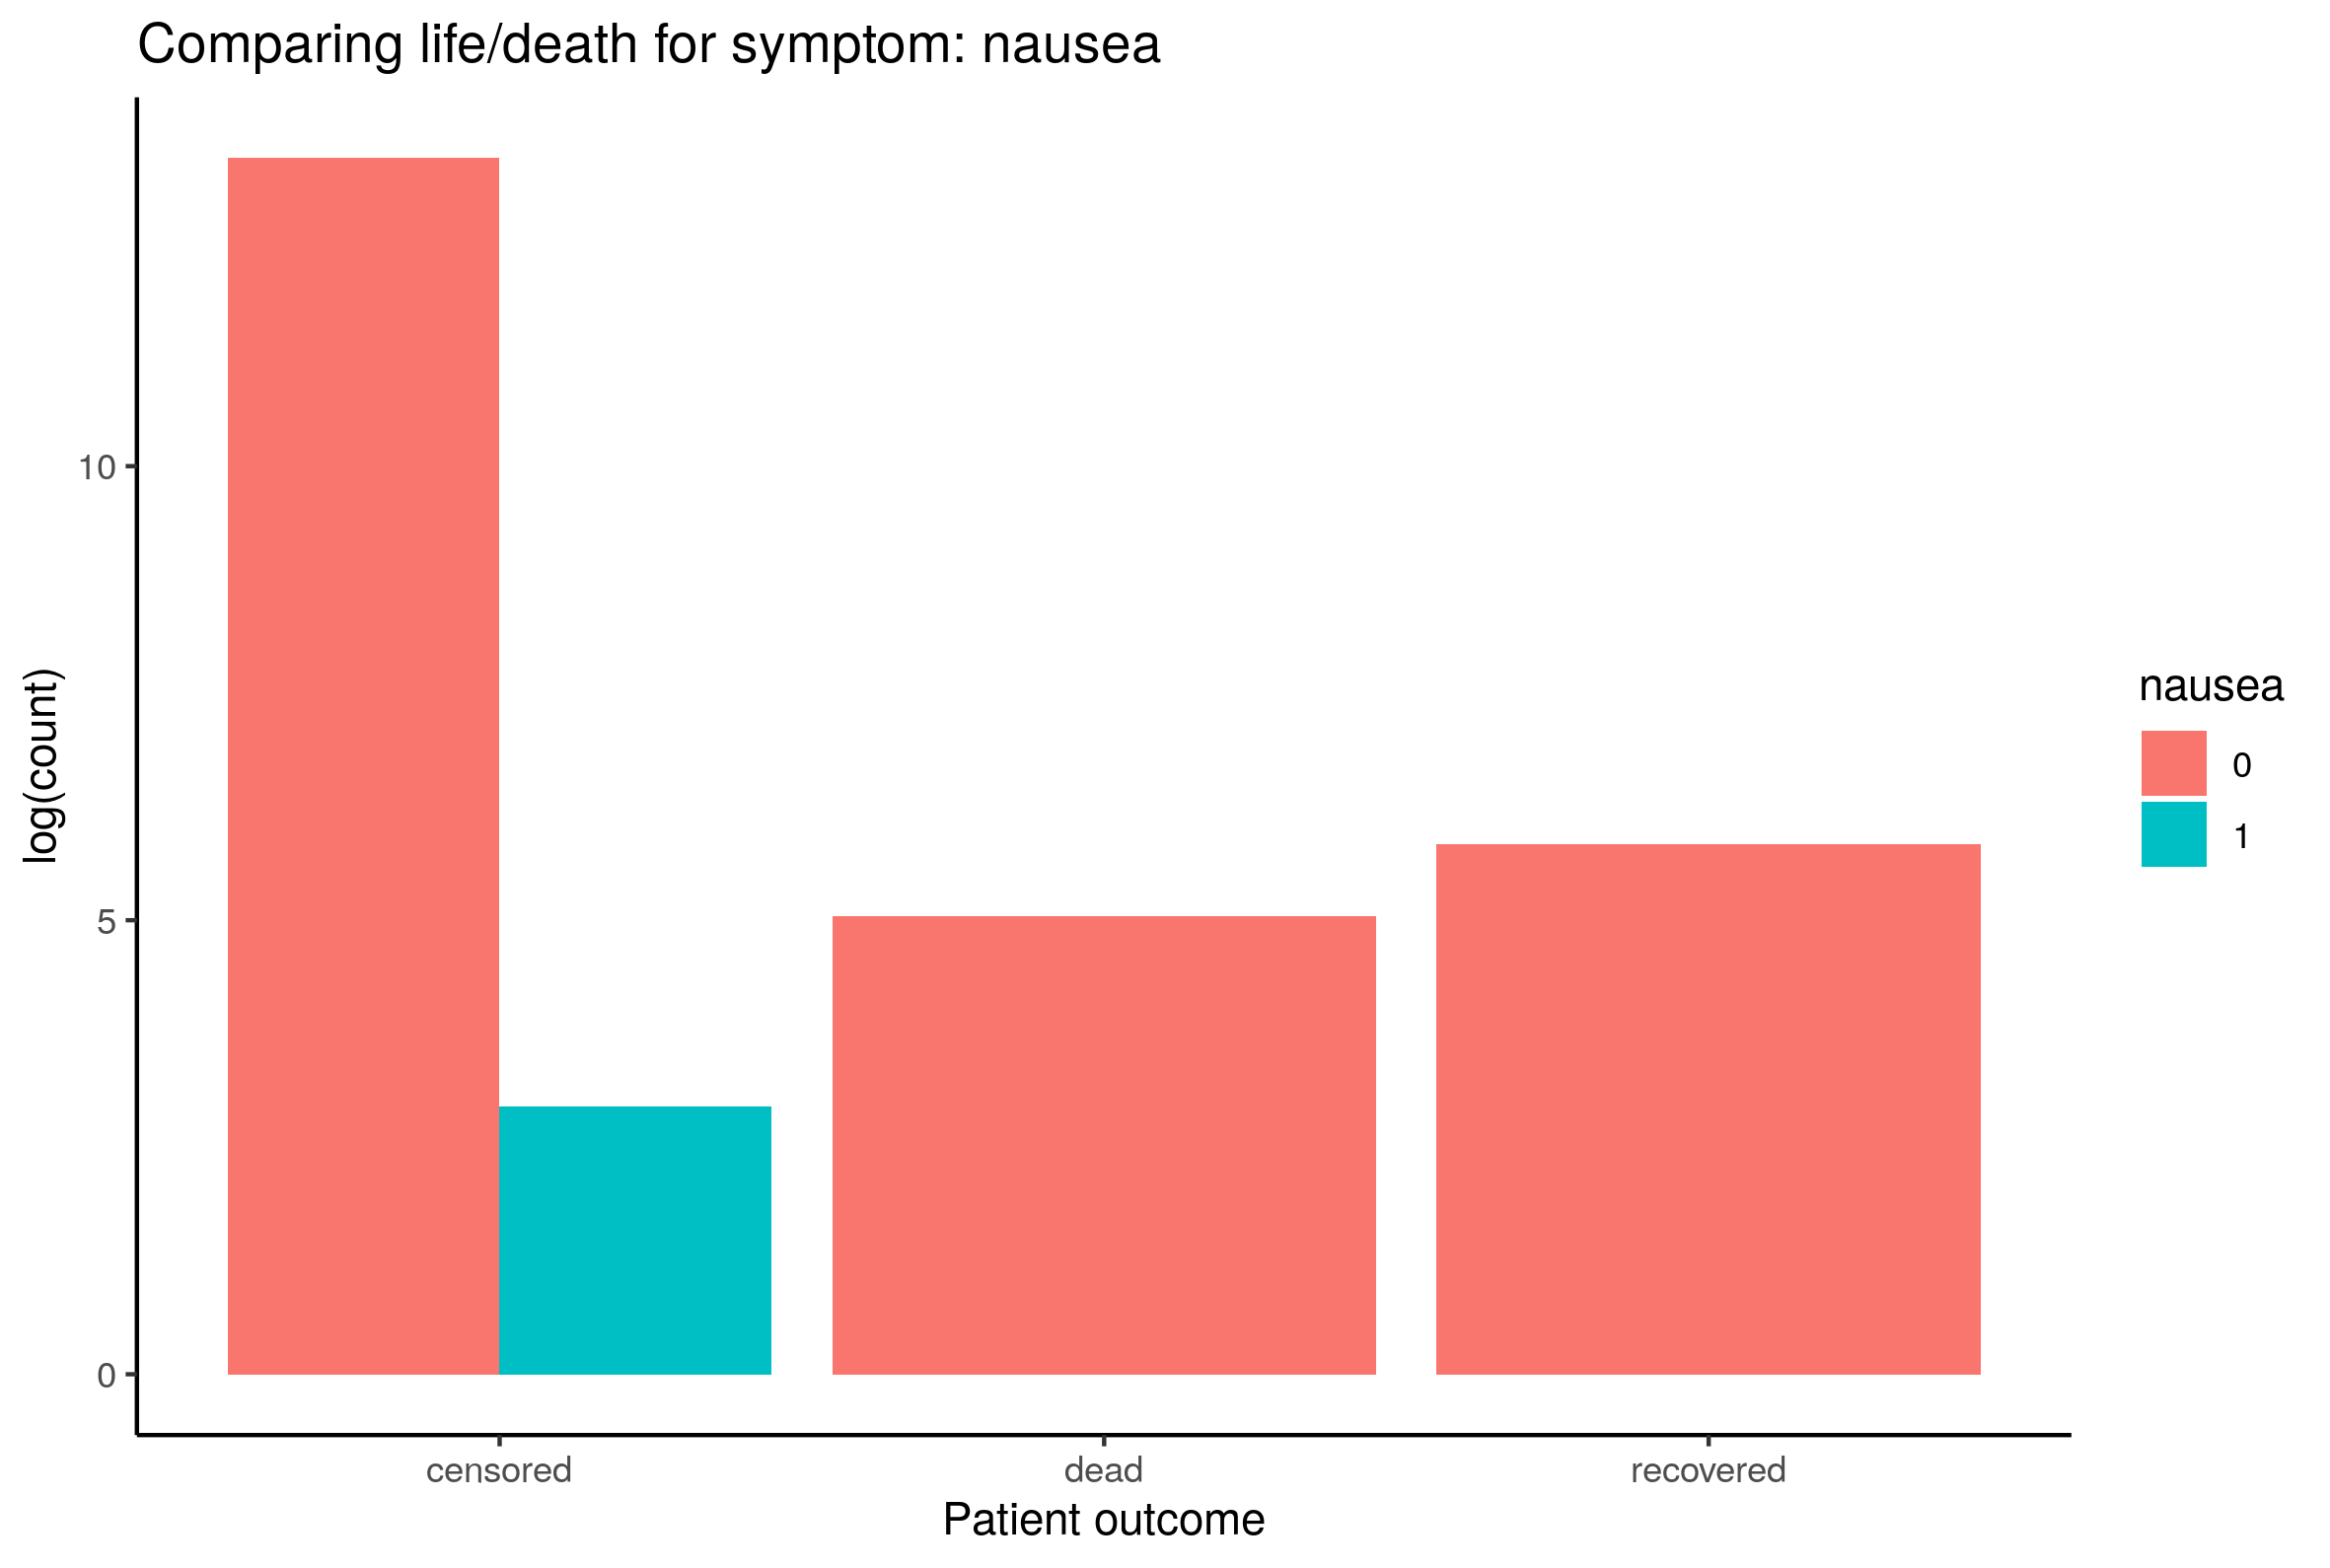 Comparing life/death for symptom: nausea
log(count)
10
5
0
censored
dead
recovered
Patient outcome
nausea
0
1